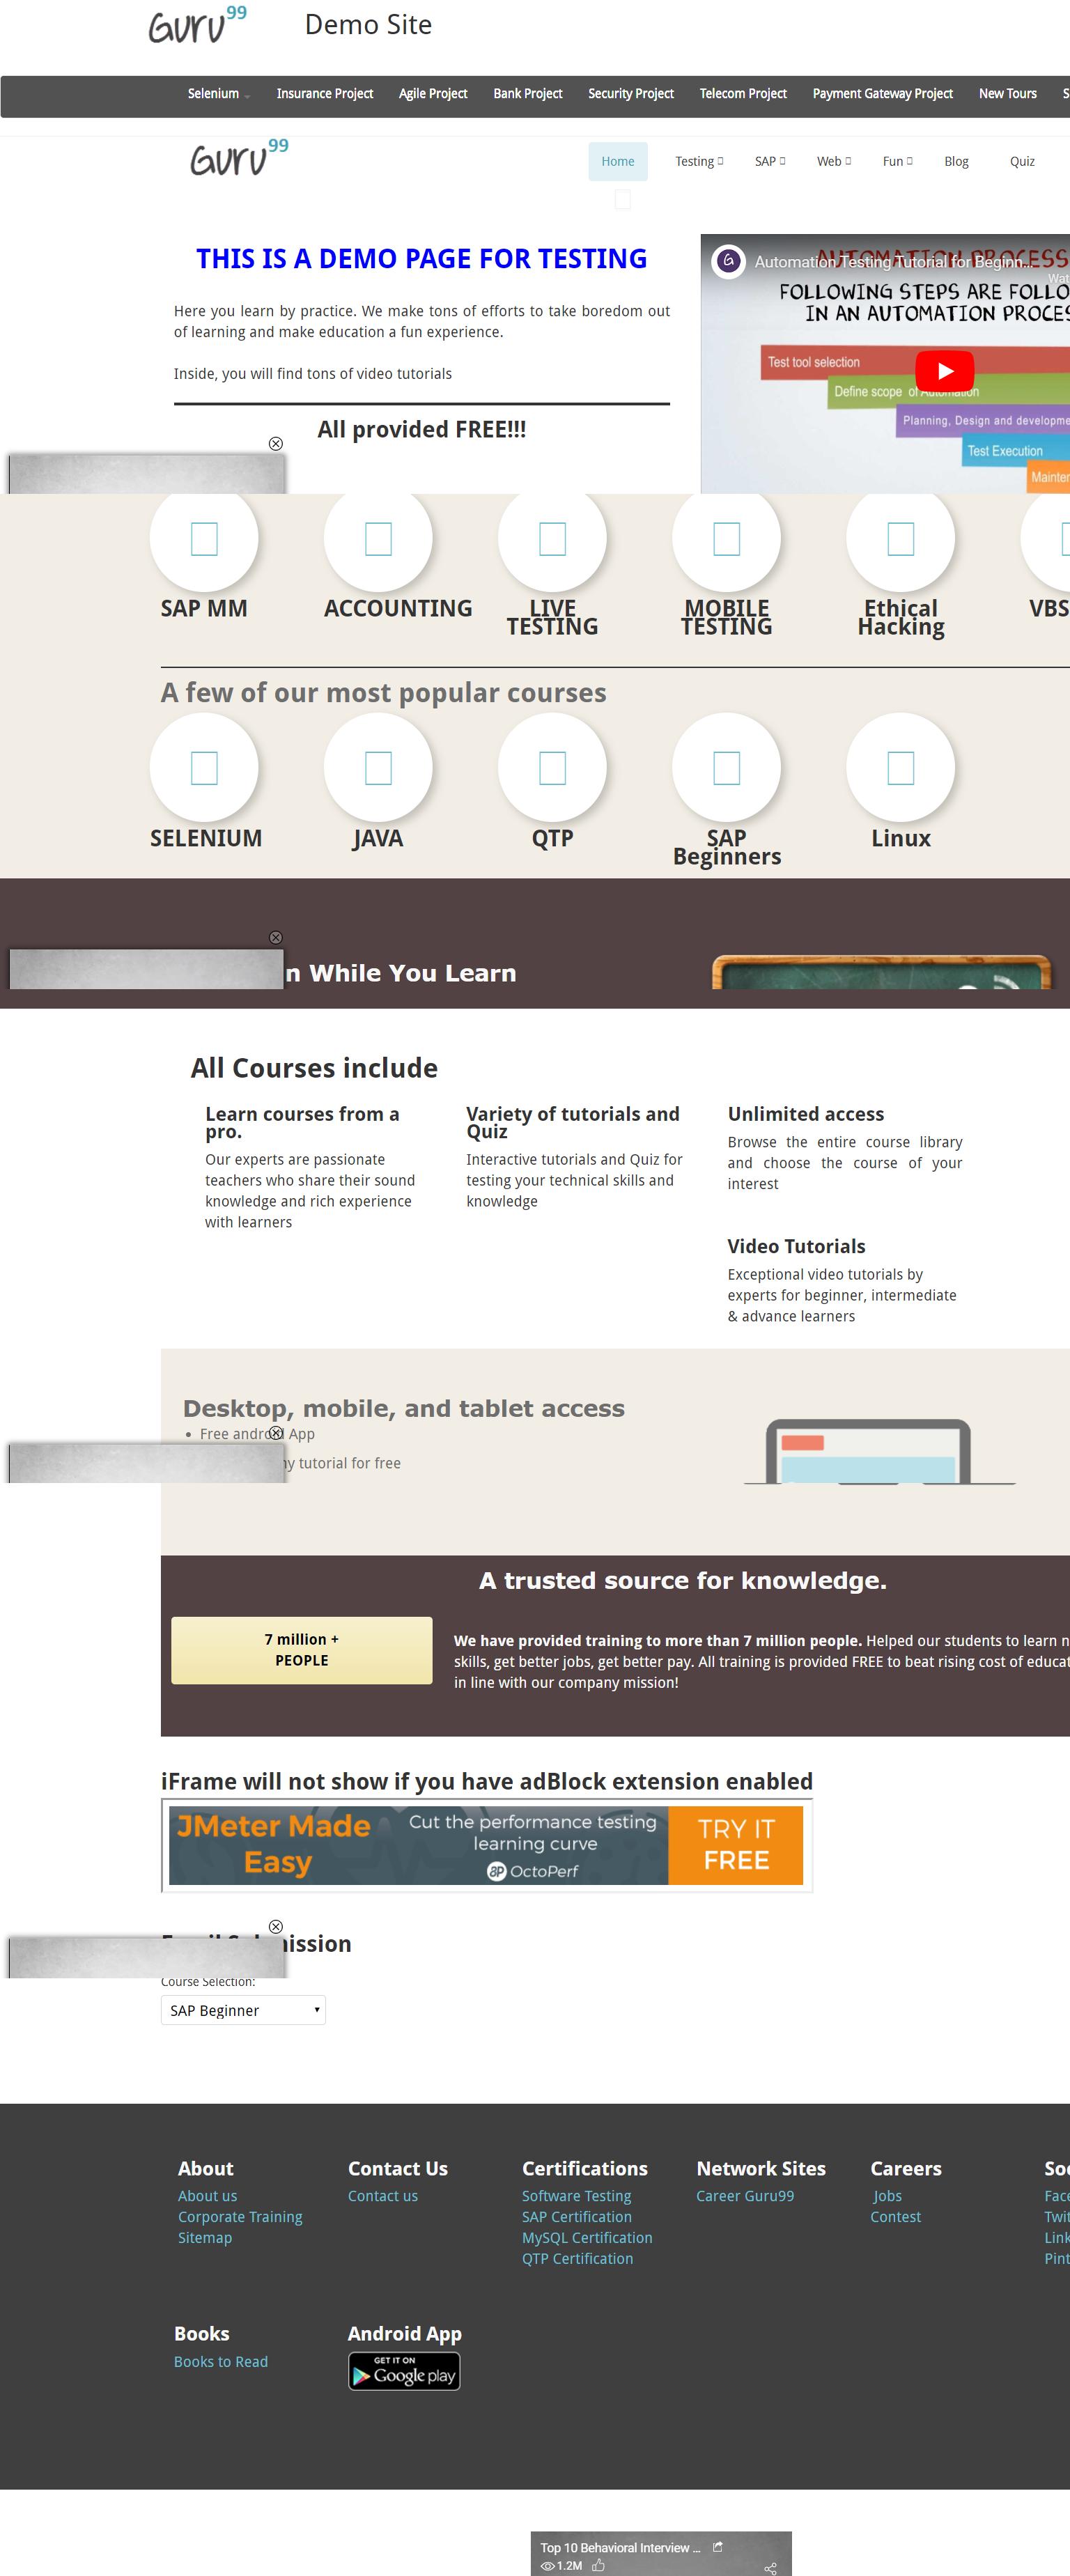 Guru99
Demo Site
Selenium Insurance Project Agile Project Bank Project Security Project Telecom Project Payment Gateway Project New Tours
Guru99
Home Testing SAP Web Fun Blog Quiz
THIS IS A DEMO PAGE FOR TESTING
Here you learn by practice. We make tons of efforts to take boredom out
of learning and make education a fun experience.
Inside, you will find tons of video tutorials
All provided FREE!!!
AUTOMATION PROCESS
Automation Testing Tutorial for Beginn...
FOLLOWING STEPS ARE
IN AN AUTOMATION
Test tool selection
Define scope of Automation
Planning, Design and
Test Execution
SAP MM
ACCOUNTING
LIVE
TESTING
MOBILE
TESTING
Ethical
Hacking
A few of our most popular courses
SELENIUM
JAVA
QTP
SAP
Beginners
Linux
While You Learn
All Courses include
Learn courses from a
pro.
Our experts are passionate
teachers who share their sound
knowledge and rich experience
with learners
Variety of tutorials and
Quiz
Interactive tutorials and Quiz for
testing your technical skills and
knowledge
Unlimited access
Browse the entire course library
and choose the course of your
interest
Video Tutorials
Exceptional video tutorials by
experts for beginner, intermediate
& advance learners
Desktop, mobile, and tablet access
• Free android App
tutorial for free
A trusted source for knowledge.
7 million +
PEOPLE
We have provided training to more than 7 million people. Helped our students to learn
skills, get better jobs, get better pay. All training is provided FREE to beat rising cost of
in line with our company mission!
iFrame will not show if you have adBlock extension enabled
JMeter Made
Easy
Cut the performance testing
learning curve
OctoPerf
TRY IT
FREE
Course Selection:
SAP Beginner
About
About us
Corporate Training
Sitemap
Contact Us
Contact us
Certifications
Software Testing
SAP Certification
MySQL Certification
QTP Certification
Network Sites
Career Guru99
Careers
Jobs
Contest
Books
Books to Read
Android App
GET IT ON
Google play
Top 10 Behavioral Interview ...
1.2M